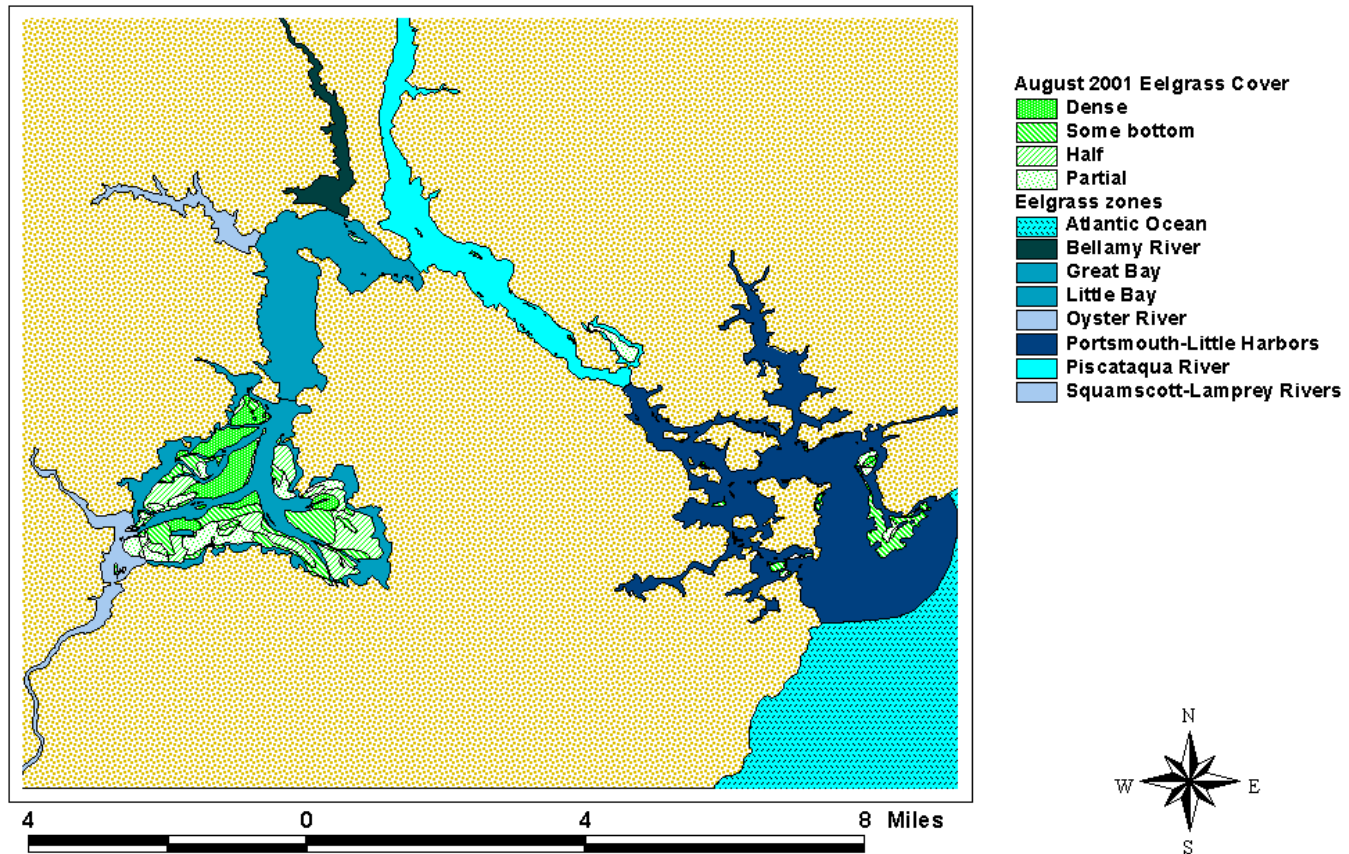 August 2001 Eelgrass Cover
Dense
Some bottom
Half
Partial
Eelgrass zones
Atlantic Ocean
Bellamy River
Great Bay
Little Bay
Oyster River
Portsmouth-Little Harbors
Piscataqua River
Squamscott-Lamprey Rivers
N
W E
S
4 0 4 8 Miles